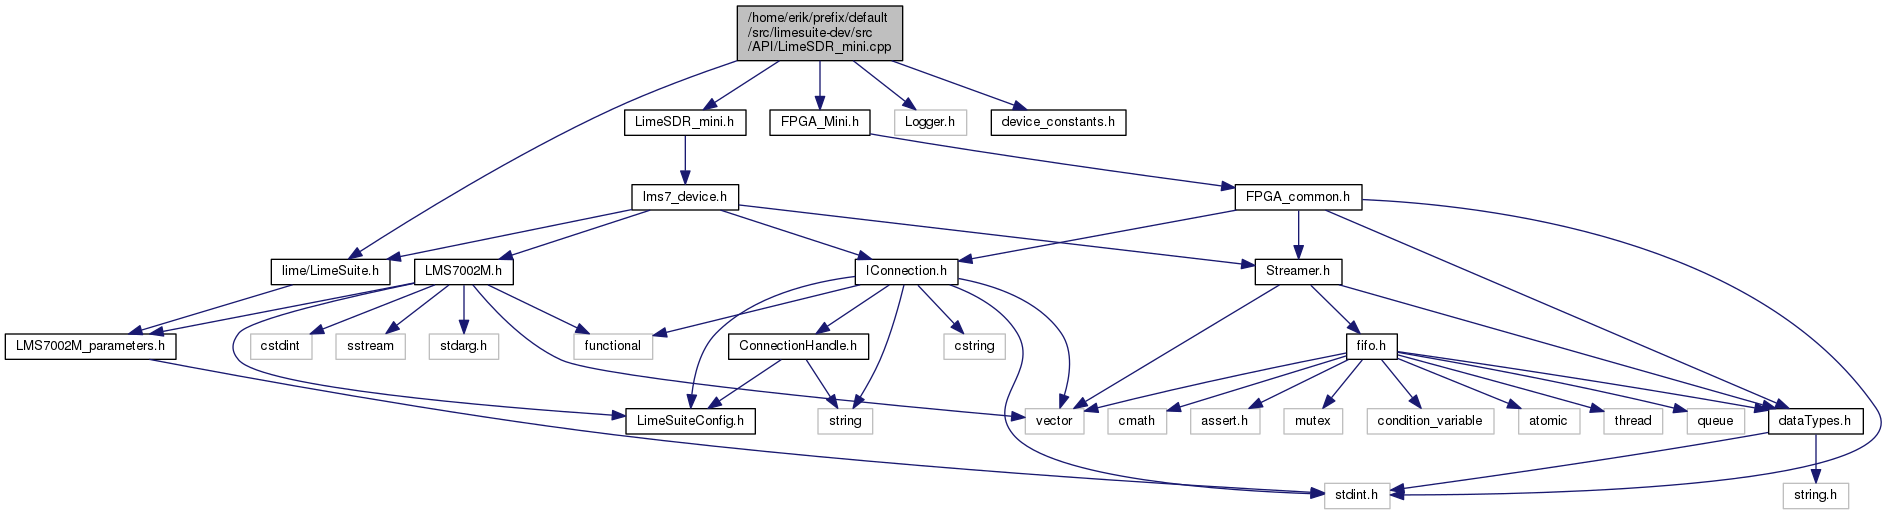 /home/erik/prefix/default
/src/limesuite-dev/src
/API/LimeSDR_mini.cpp
LimeSDR_mini.h
FPGA_Mini.h
Logger.h
device_constants.h
lms7_device.h
FPGA_common.h
lime/LimeSuite.h
LMS7002M.h
IConnection.h
Streamer.h
LMS7002M_parameters.h
cstdint
sstream
stdarg.h
functional
ConnectionHandle.h
cstring
fifo.h
LimeSuiteConfig.h
string
vector
cmath
assert.h
mutex
condition_variable
atomic
thread
queue
dataTypes.h
stdint.h
string.h